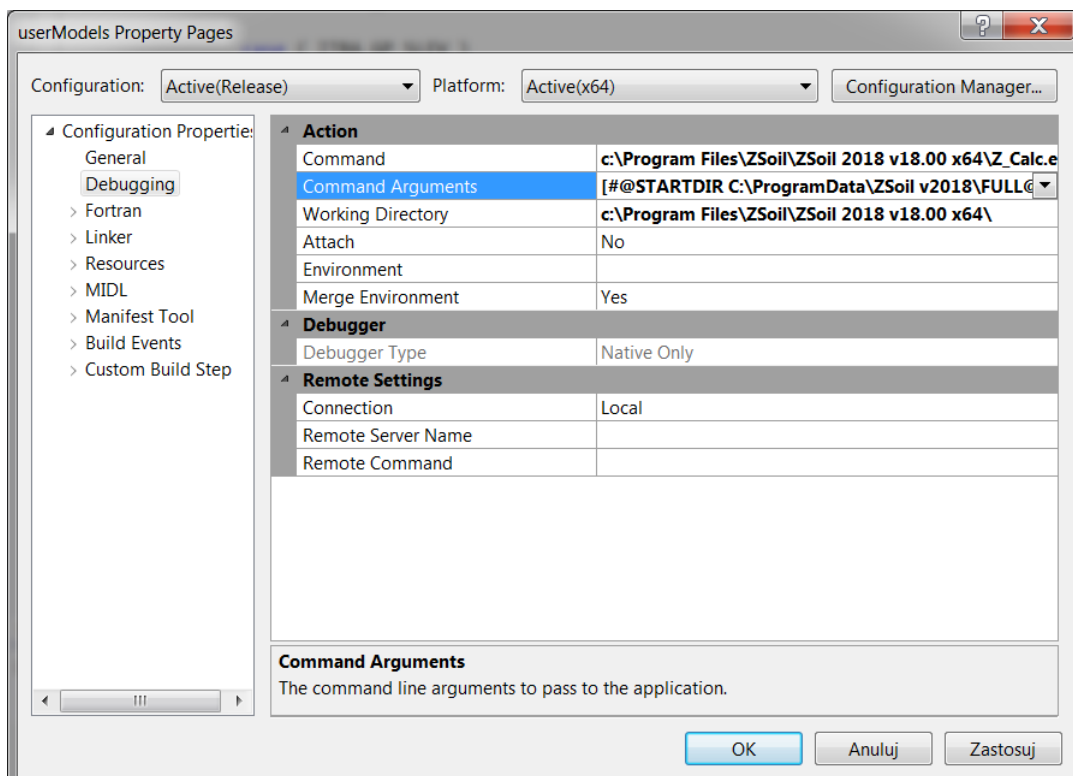 userModels Property Pages
Configuration: Active(Release) Platform: Active(x64) Configuration Manager...
Configuration Properties
General
Debugging
Fortran
Linker
Resources
MIDL
Manifest Tool
Build Events
Custom Build Step
Action
Command c:\Program Files\ZSoil\ZSoil 2018 v18.00 x64\Z_Calc.e
Command Arguments [#@STARTDIR C:\ProgramData\ZSoil v2018\FULL@
Working Directory c:\Program Files\ZSoil\ZSoil 2018 v18.00 x64\
Attach No
Environment
Merge Environment Yes
Debugger
Debugger Type Native Only
Remote Settings
Connection Local
Remote Server Name
Remote Command
Command Arguments
The command line arguments to pass to the application.
OK Anuluj Zastosuj